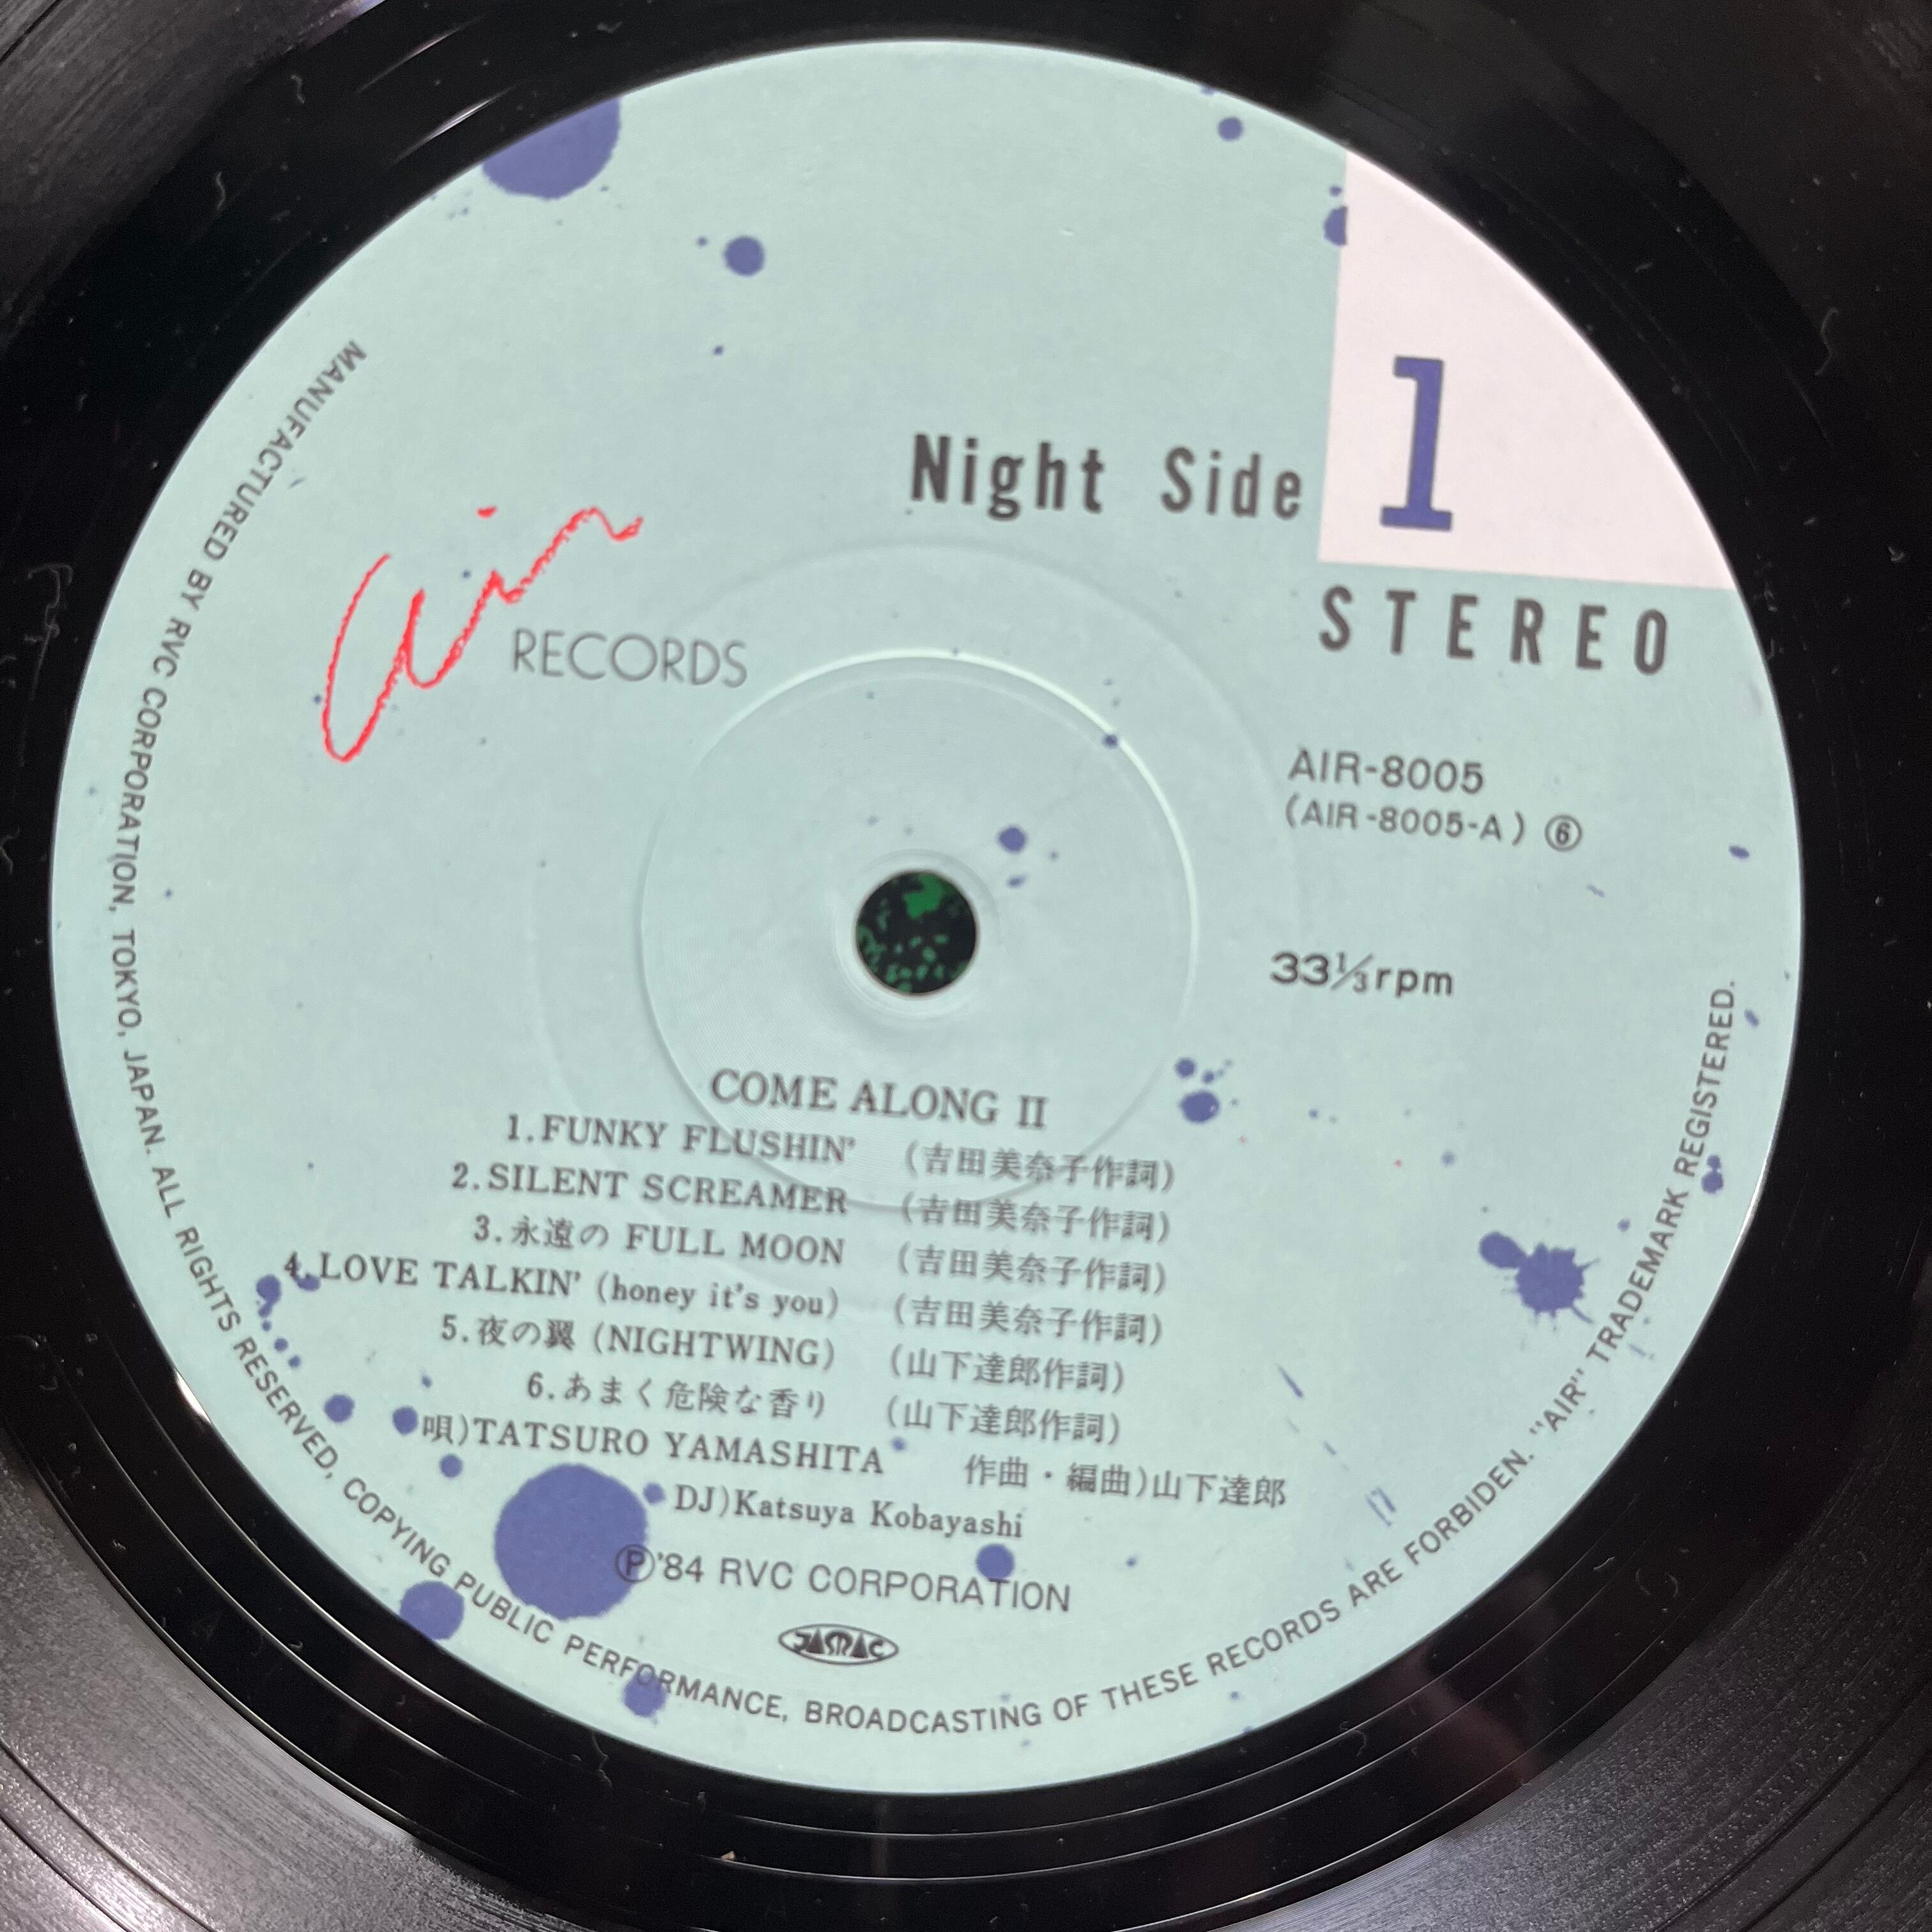 Night Side 1
STEREO
Air
RECORDS
AIR-8005
(AIR-8005-A) ⑥
33⅓rpm
COME ALONG II
1.FUNKY FLUSHIN' (吉田美奈子作詞)
2.SILENT SCREAMER (吉田美奈子作詞)
3.永遠の FULL MOON (吉田美奈子作詞)
4.LOVE TALKIN' (honey it's you) (吉田美奈子作詞)
5.夜の翼 (NIGHTWING) (山下達郎作詞)
6.あまく危険な香り (山下達郎作詞)
唄)TATSURO YAMASHITA 作曲・編曲)山下達郎
DJ)Katsuya Kobayashi
Ⓟ'84 RVC CORPORATION
JASRAC
MANUFACTURED BY RVC CORPORATION, TOKYO, JAPAN. ALL RIGHTS RESERVED, COPYING PUBLIC PERFORMANCE, BROADCASTING OF THESE RECORDS ARE FORBIDDEN. "AIR" TRADEMARK REGISTERED.